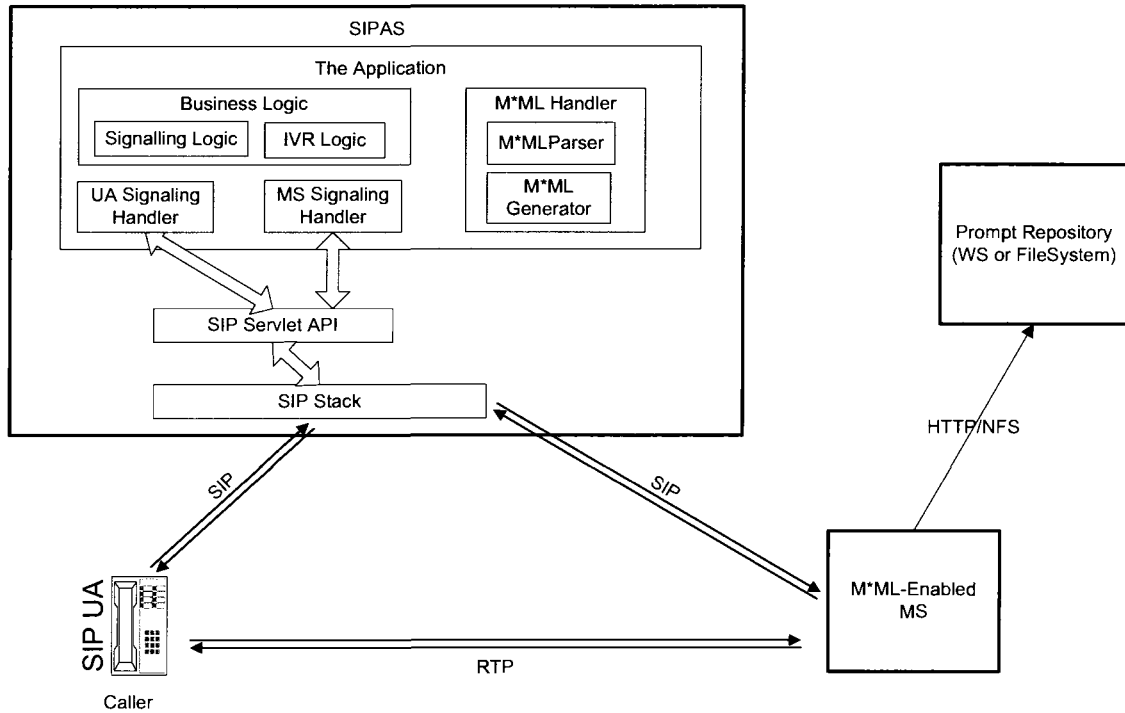 SIPAS
The Application
Business Logic
Signalling Logic
IVR Logic
M*ML Handler
M*MLParser
M*ML
Generator
UA Signaling
Handler
MS Signaling
Handler
SIP Servlet API
SIP Stack
Prompt Repository
(WS or FileSystem)
HTTP/NFS
SIP
SIP
M*ML-Enabled
MS
SIP UA
RTP
Caller